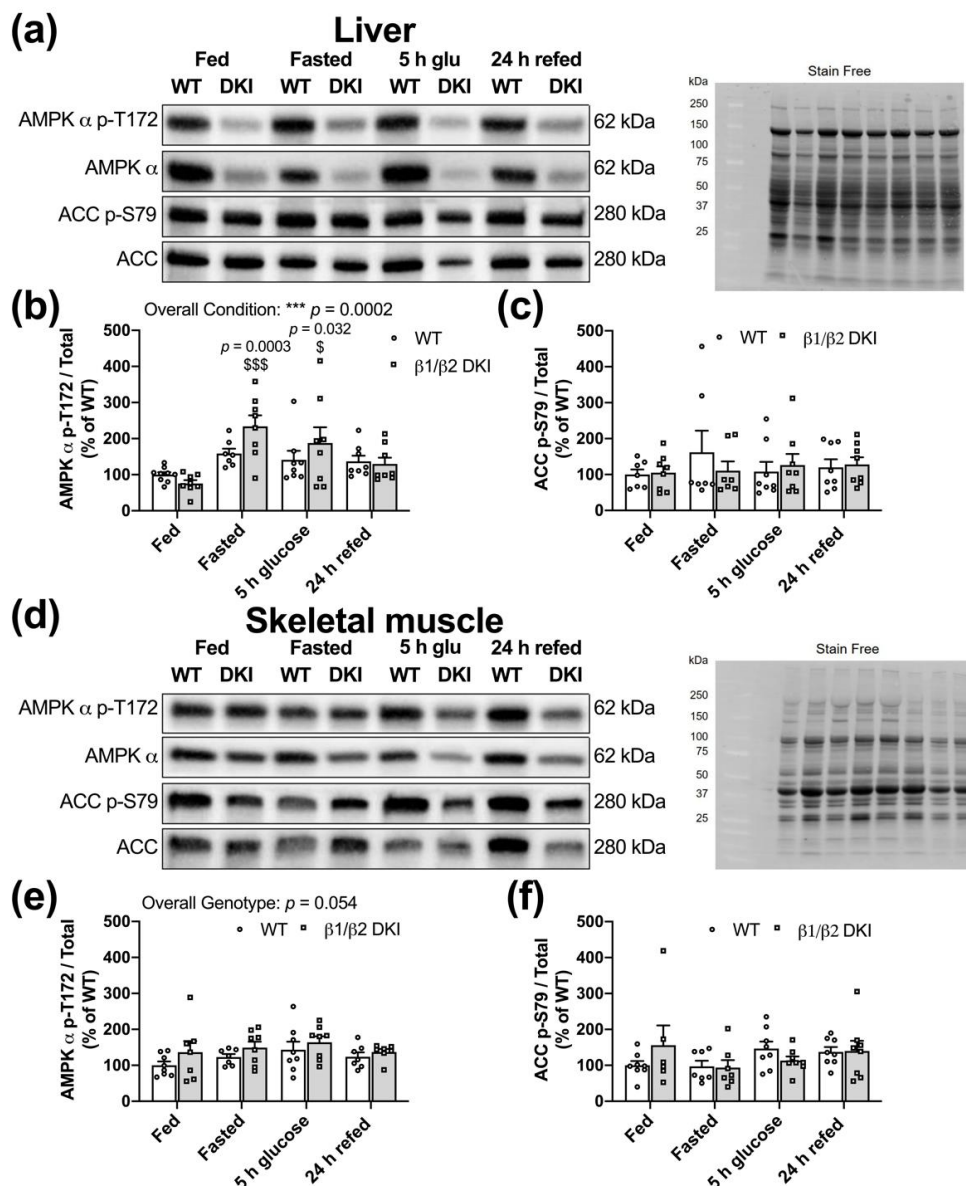 (a)
Liver
Fed Fasted 5 h glu 24 h refed
WT DKI WT DKI WT DKI WT DKI
AMPK α p-T172 62 kDa
AMPK α 62 kDa
ACC p-S79 280 kDa
ACC 280 kDa
Stain Free
kDa
250
150
100
75
50
37
25
(b)
Overall Condition: *** p = 0.0002
AMPK α p-T172 / Total
(% of WT)
500
400
300
200
100
0
p = 0.0003
$$$
p = 0.032
$
WT
β1/β2 DKI
Fed
Fasted
5 h glucose
24 h refed
(c)
ACC p-S79 / Total
(% of WT)
500
400
300
200
100
0
WT β1/β2 DKI
Fed
Fasted
5 h glucose
24 h refed
(d)
Skeletal muscle
Fed Fasted 5 h glu 24 h refed
WT DKI WT DKI WT DKI WT DKI
AMPK α p-T172 62 kDa
AMPK α 62 kDa
ACC p-S79 280 kDa
ACC 280 kDa
Stain Free
kDa
250
150
100
75
50
37
25
(e)
Overall Genotype: p = 0.054
AMPK α p-T172 / Total
(% of WT)
500
400
300
200
100
0
WT β1/β2 DKI
Fed
Fasted
5 h glucose
24 h refed
(f)
ACC p-S79 / Total
(% of WT)
500
400
300
200
100
0
WT β1/β2 DKI
Fed
Fasted
5 h glucose
24 h refed